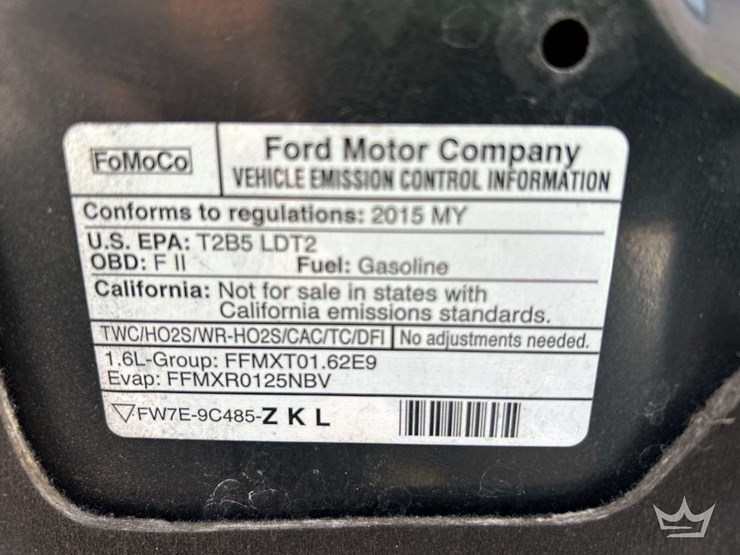 FoMoCo
Ford Motor Company
VEHICLE EMISSION CONTROL INFORMATION
Conforms to regulations: 2015 MY
U.S. EPA: T2B5 LDT2
OBD: F II Fuel: Gasoline
California: Not for sale in states with
California emissions standards.
TWC/HO2S/WR-HO2S/CAC/TC/DFI No adjustments needed.
1.6L-Group: FFMXT01.62E9
Evap: FFMXR0125NBV
▽FW7E-9C485-Z K L